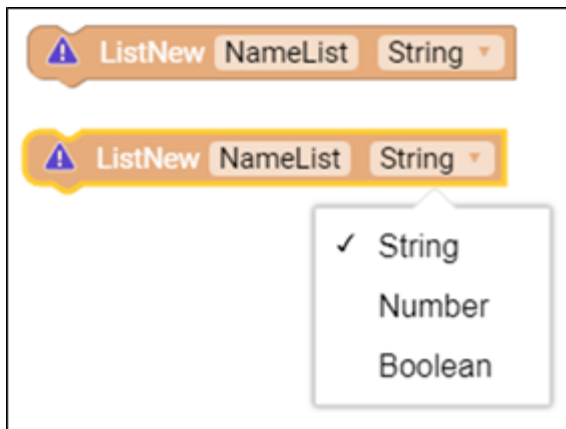 ListNew NameList String
ListNew NameList String
String
Number
Boolean